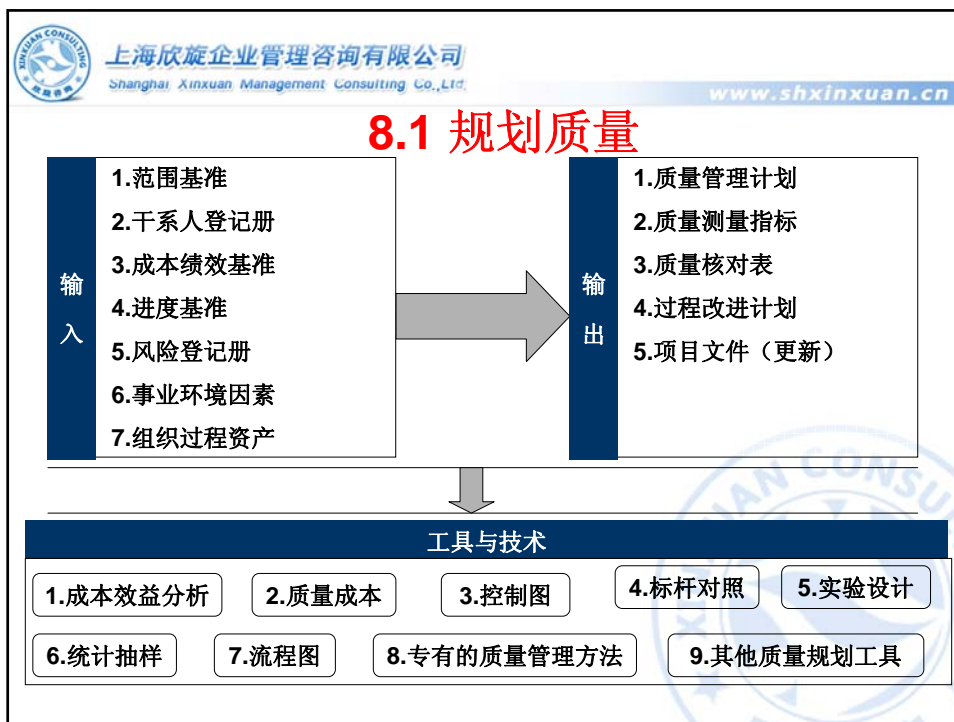 XINXUAN CONSULTING
欣旋咨询
上海欣旋企业管理咨询有限公司
Shanghai Xinxuan Management Consulting Co.,Ltd.
www.shxinxuan.cn
8.1 规划质量
输入
1.范围基准
2.干系人登记册
3.成本绩效基准
4.进度基准
5.风险登记册
6.事业环境因素
7.组织过程资产
输出
1.质量管理计划
2.质量测量指标
3.质量核对表
4.过程改进计划
5.项目文件（更新）
工具与技术
1.成本效益分析
2.质量成本
3.控制图
4.标杆对照
5.实验设计
6.统计抽样
7.流程图
8.专有的质量管理方法
9.其他质量规划工具